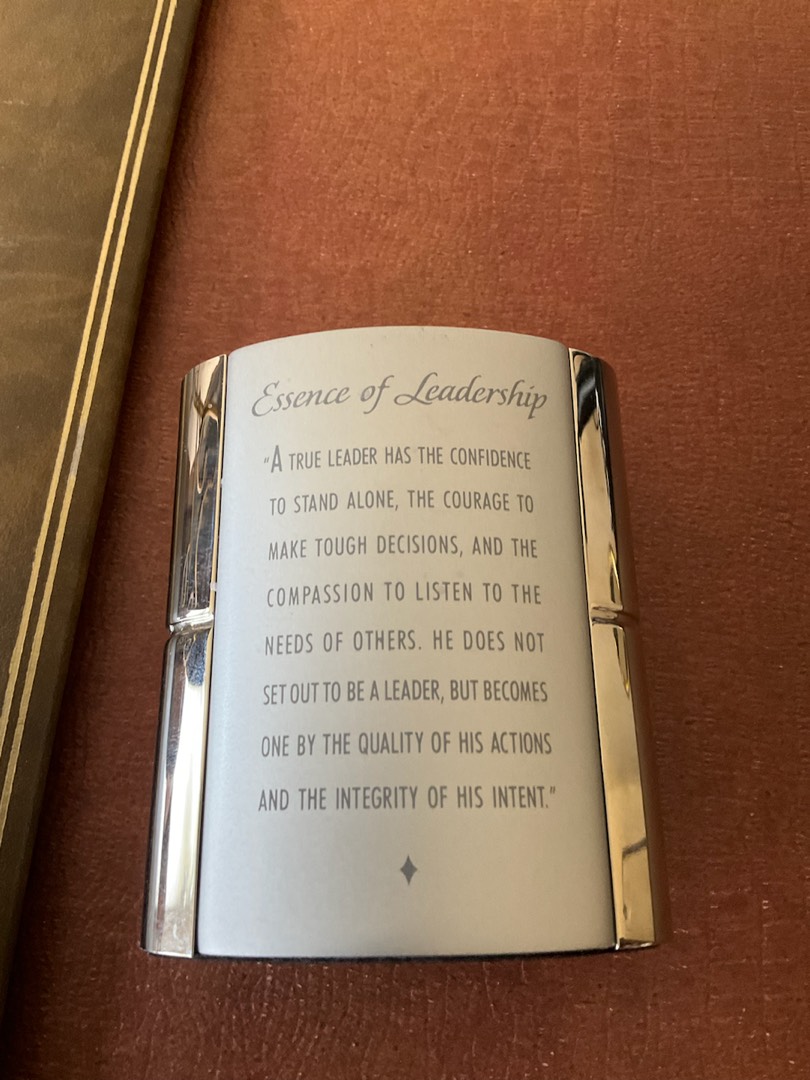 Essence of Leadership
"A TRUE LEADER HAS THE CONFIDENCE
TO STAND ALONE, THE COURAGE TO
MAKE TOUGH DECISIONS, AND THE
COMPASSION TO LISTEN TO THE
NEEDS OF OTHERS. HE DOES NOT
SET OUT TO BE A LEADER, BUT BECOMES
ONE BY THE QUALITY OF HIS ACTIONS
AND THE INTEGRITY OF HIS INTENT."